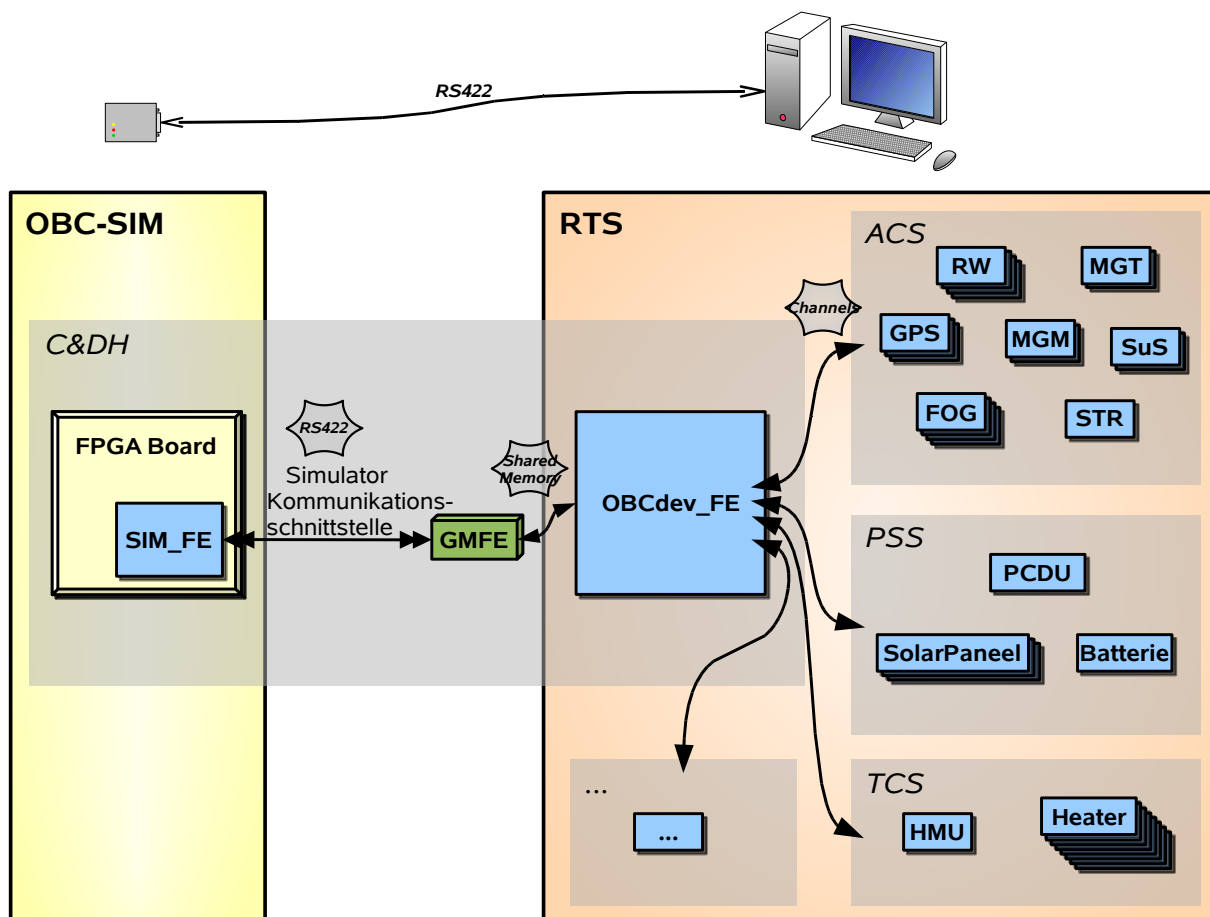 RS422
OBC-SIM
RTS
C&DH
FPGA Board
SIM_FE
RS422
Simulator
Kommunikations-
schnittstelle
GMFE
Shared
Memory
OBCdev_FE
Channels
ACS
RW
MGT
GPS
MGM
SuS
FOG
STR
PSS
PCDU
SolarPaneel
Batterie
...
...
TCS
HMU
Heater